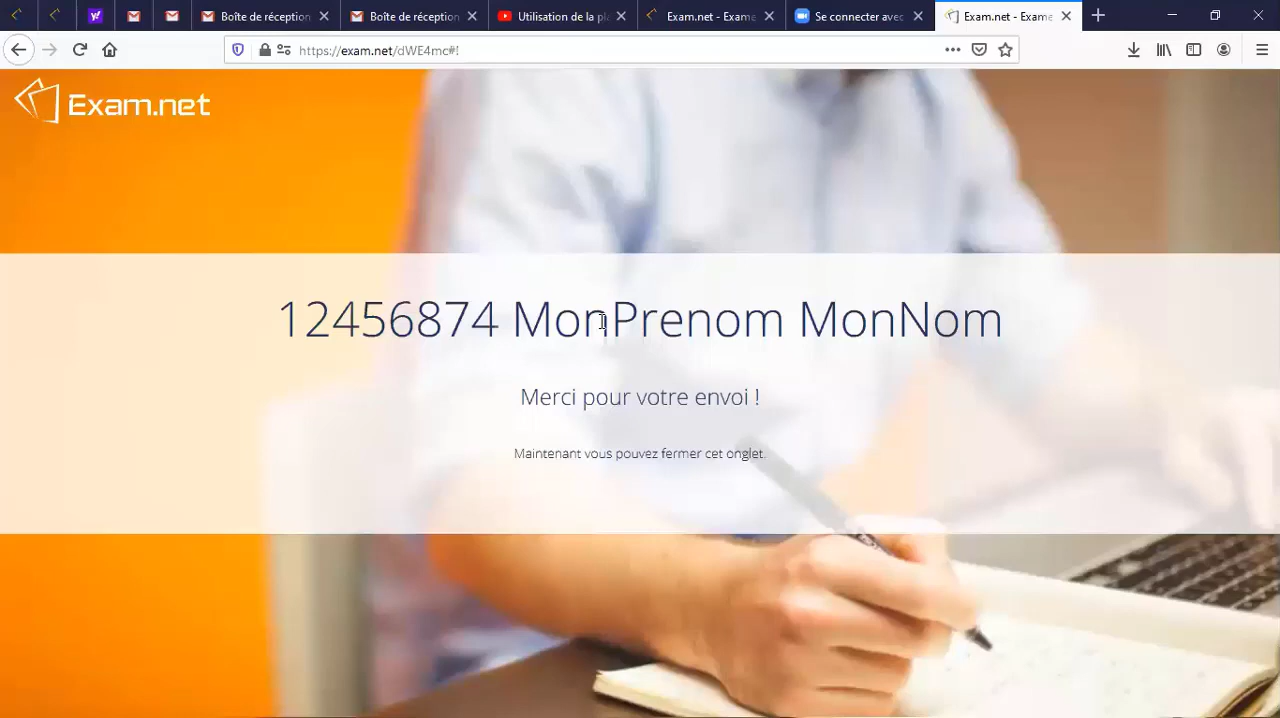 Boîte de réception
Boîte de réception
Utilisation de la pl
Exam.net - Exame
Se connecter avec
Exam.net - Exame
https://exam.net/dWE4mc#!
Exam.net
12456874 MonPrenom MonNom
Merci pour votre envoi !
Maintenant vous pouvez fermer cet onglet.